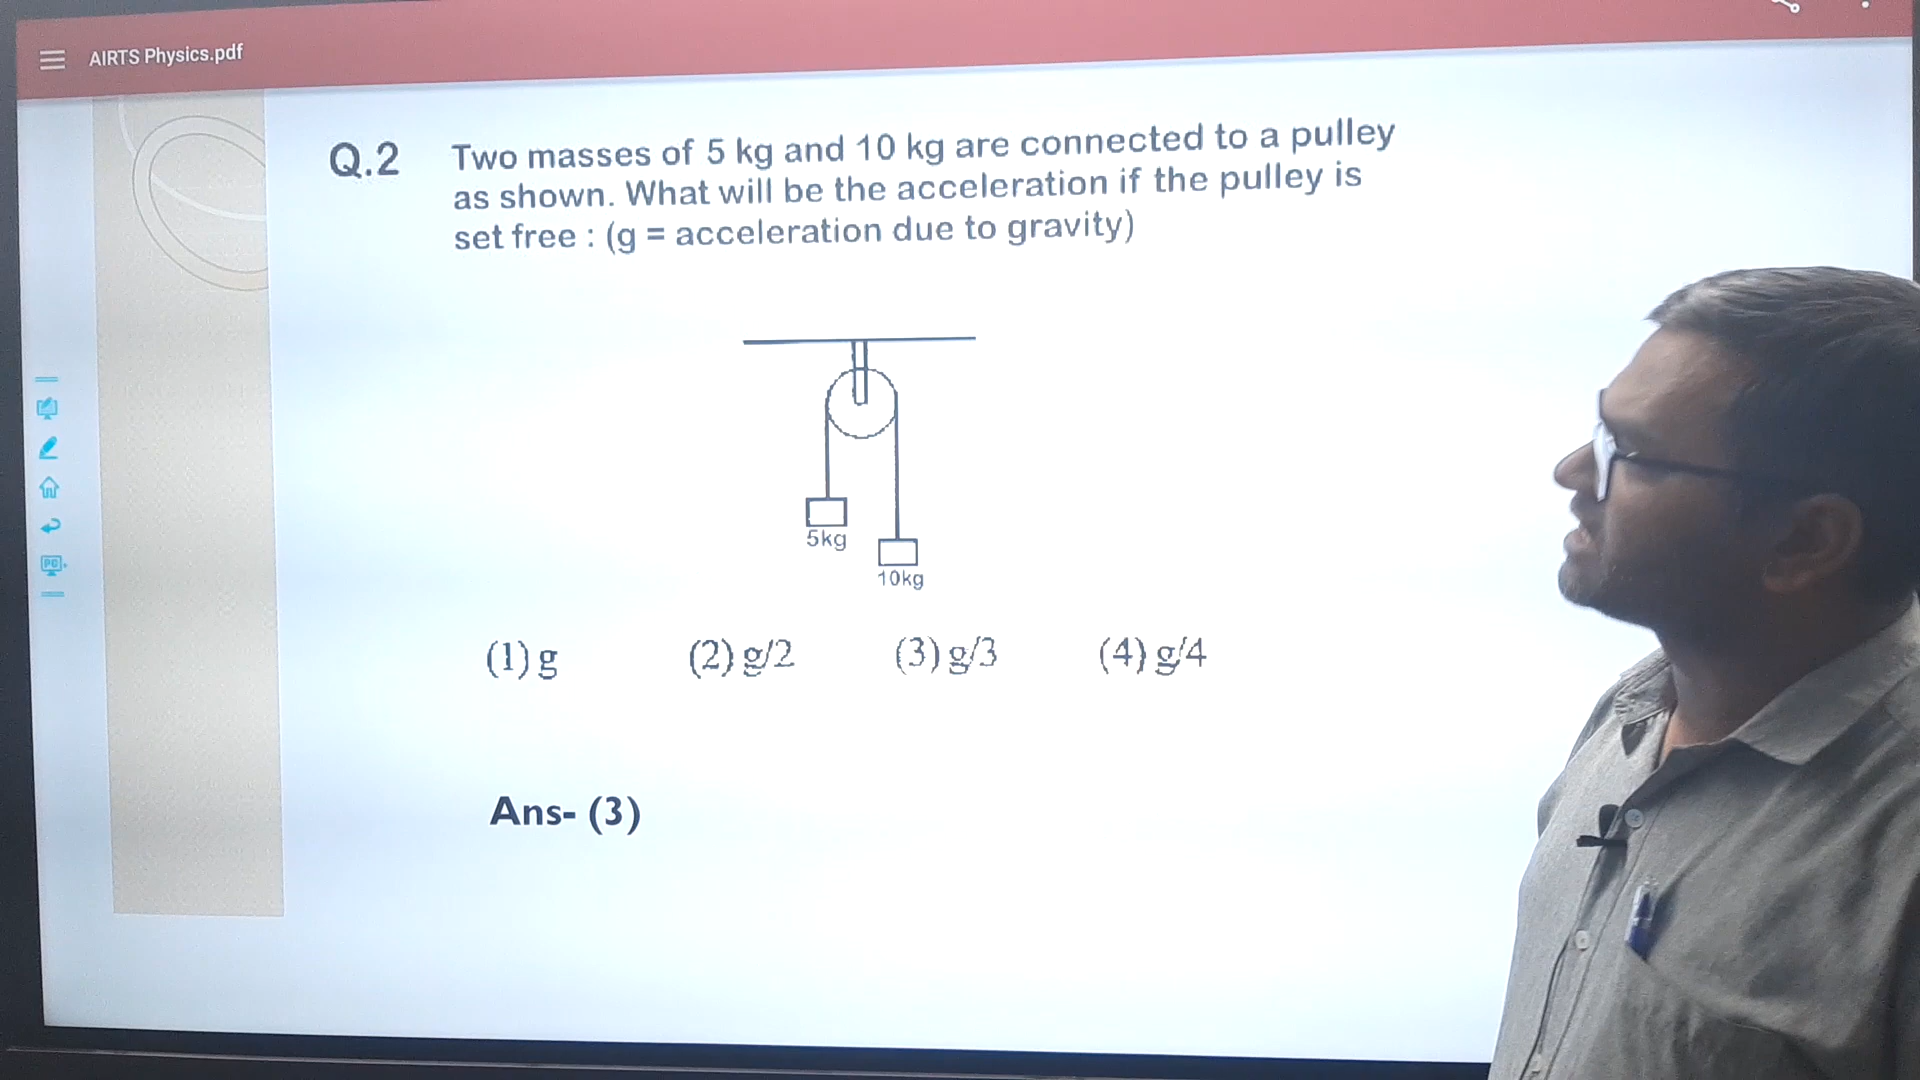 AIRTS Physics.pdf
Q.2 Two masses of 5 kg and 10 kg are connected to a pulley
as shown. What will be the acceleration if the pulley is
set free : (g = acceleration due to gravity)
5kg
10kg
(1) g (2) g/2 (3) g/3 (4) g/4
Ans- (3)
PC